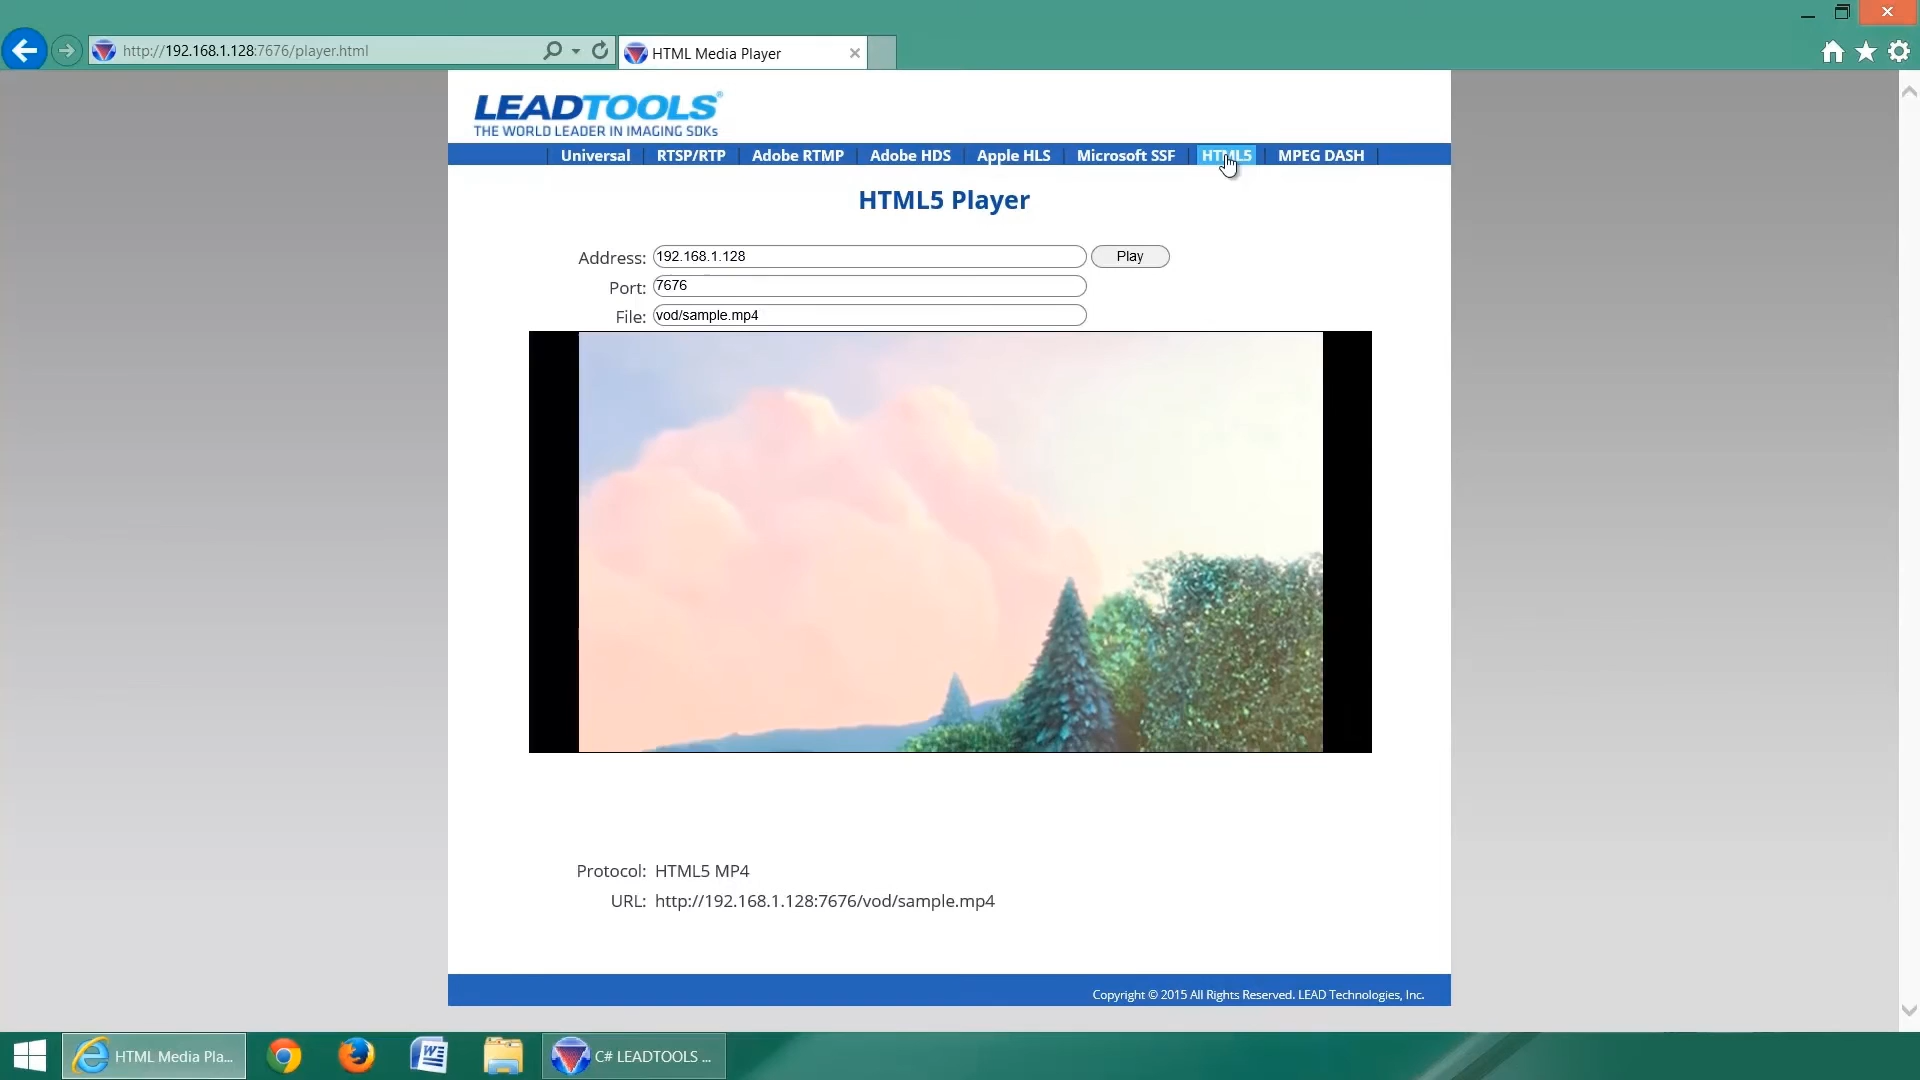 http://192.168.1.128:7676/player.html
HTML Media Player
LEADTOOLS®
THE WORLD LEADER IN IMAGING SDKs
Universal | RTSP/RTP | Adobe RTMP | Adobe HDS | Apple HLS | Microsoft SSF | HTML5 | MPEG DASH
HTML5 Player
Address: 192.168.1.128 Play
Port: 7676
File: vod/sample.mp4
Protocol: HTML5 MP4
URL: http://192.168.1.128:7676/vod/sample.mp4
Copyright © 2015 All Rights Reserved. LEAD Technologies, Inc.
HTML Media Pla...
C# LEADTOOLS ...